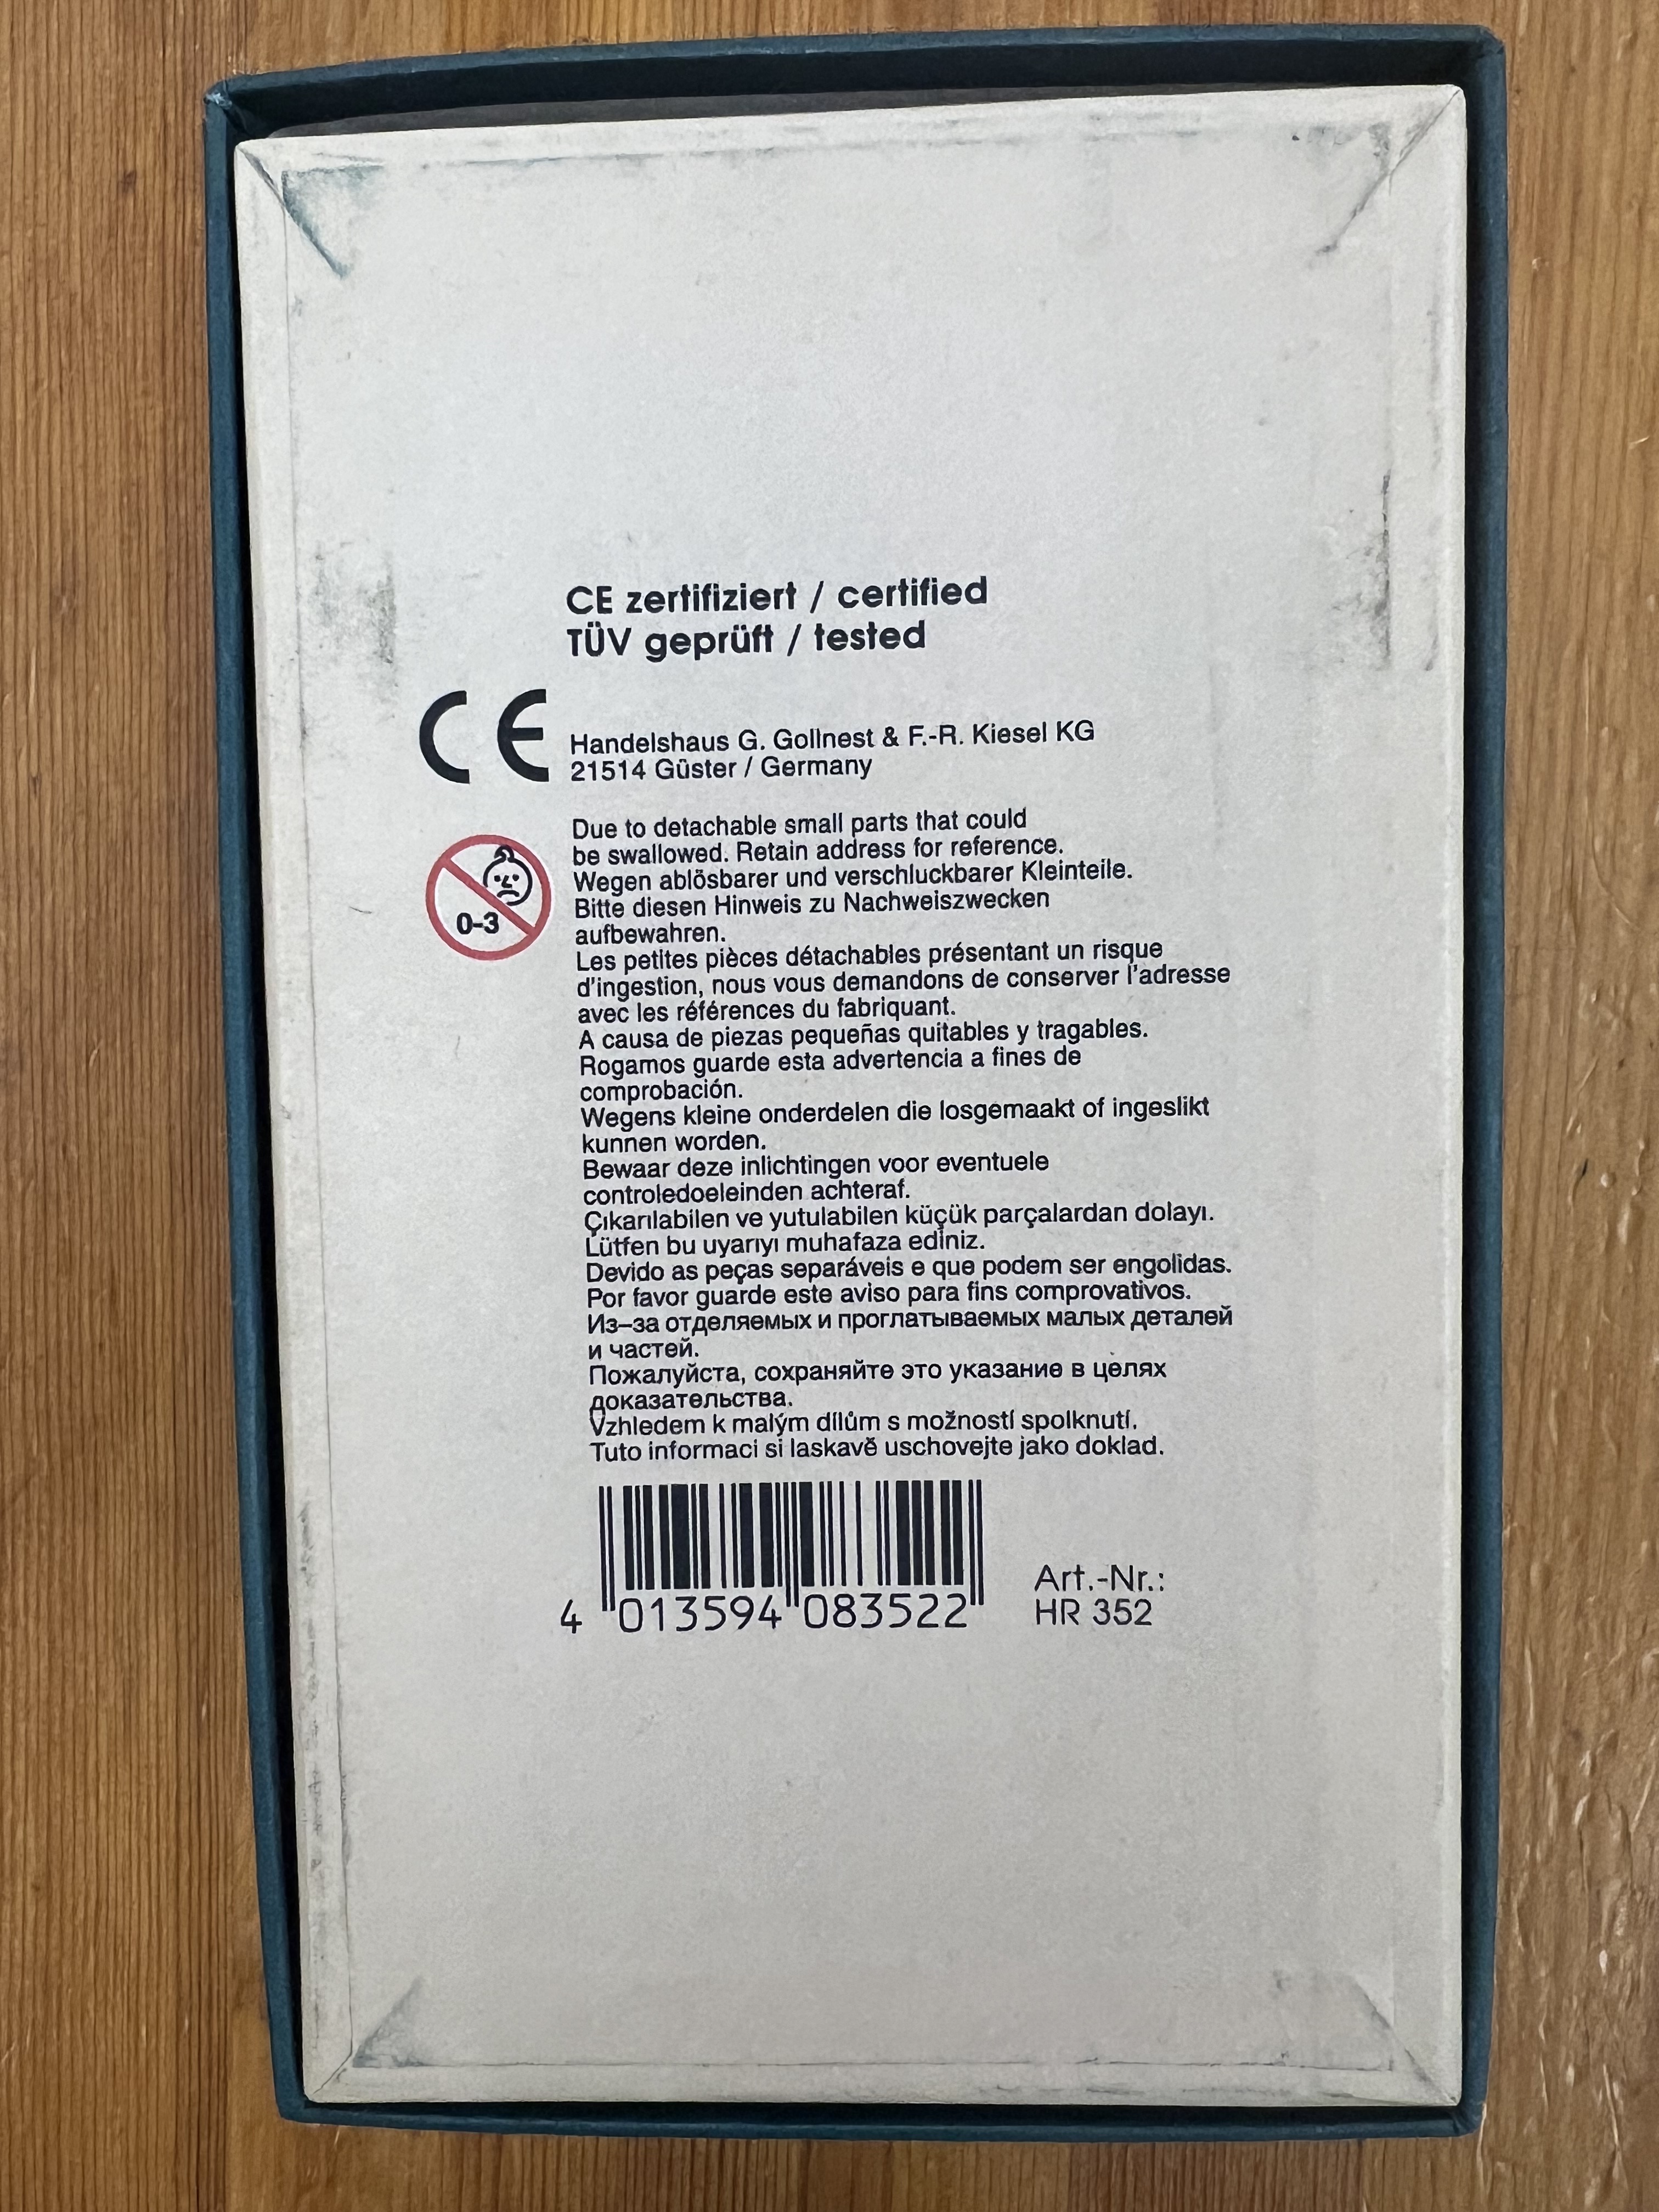 CE zertifiziert / certified
TÜV geprüft / tested
CE
Handelshaus G. Gollnest & F.-R. Kiesel KG
21514 Güster / Germany
0-3
Due to detachable small parts that could
be swallowed. Retain address for reference.
Wegen ablösbarer und verschluckbarer Kleinteile.
Bitte diesen Hinweis zu Nachweiszwecken
aufbewahren.
Les petites pièces détachables présentant un risque
d'ingestion, nous vous demandons de conserver l'adresse
avec les références du fabriquant.
A causa de piezas pequeñas quitables y tragables.
Rogamos guarde esta advertencia a fines de
comprobación.
Wegens kleine onderdelen die losgemaakt of ingeslikt
kunnen worden.
Bewaar deze inlichtingen voor eventuele
controledoeleinden achteraf.
Çıkarılabilen ve yutulabilen küçük parçalardan dolayı.
Lütfen bu uyarıyı muhafaza ediniz.
Devido as peças separáveis e que podem ser engolidas.
Por favor guarde este aviso para fins comprovativos.
Из-за отделяемых и проглатываемых малых деталей
и частей.
Пожалуйста, сохраняйте это указание в целях
доказательства.
Vzhledem k malým dílům s možností spolknutí.
Tuto informaci si laskavě uschovejte jako doklad.
4 013594 083522
Art.-Nr.:
HR 352